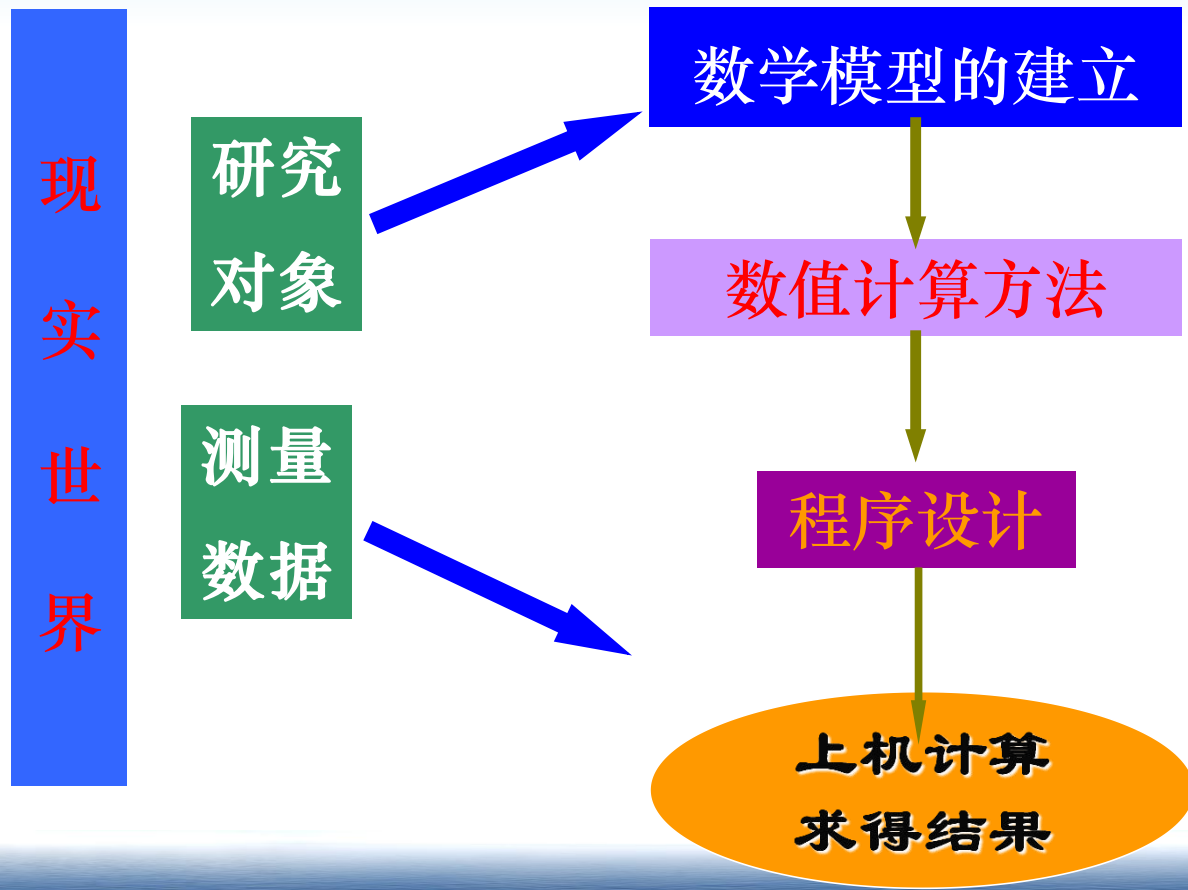 现
实
世
界
研究
对象
测量
数据
数学模型的建立
数值计算方法
程序设计
上机计算
求得结果